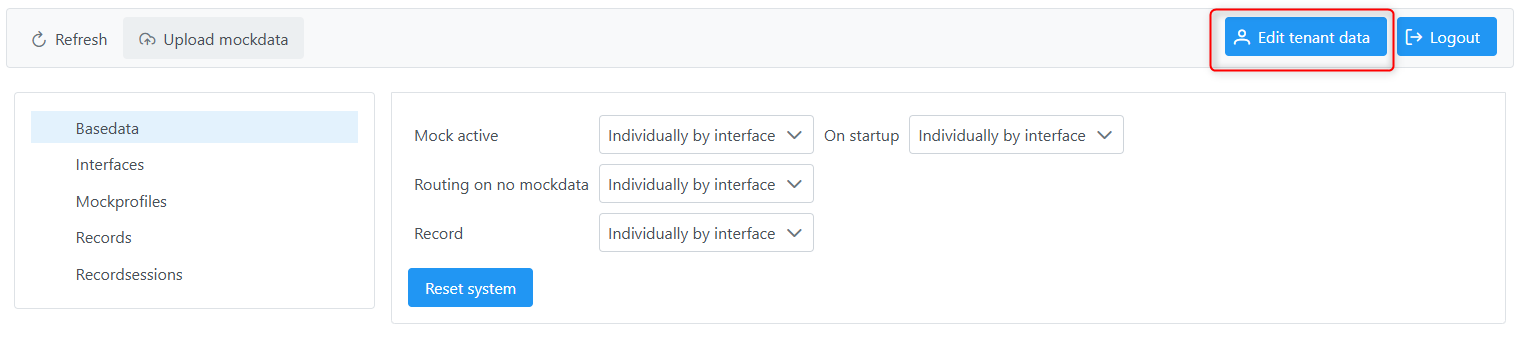 Refresh Upload mockdata Edit tenant data Logout
Basedata
Interfaces
Mockprofiles
Records
Recordsessions
Mock active Individually by interface On startup Individually by interface
Routing on no mockdata Individually by interface
Record Individually by interface
Reset system